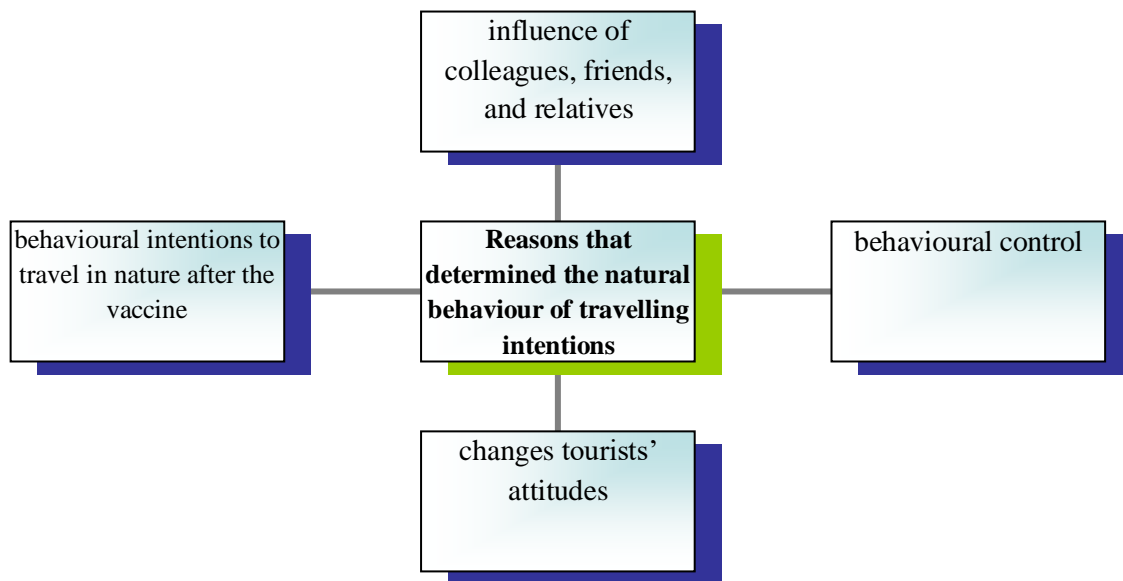 influence of
colleagues, friends,
and relatives
behavioural intentions to
travel in nature after the
vaccine
Reasons that
determined the natural
behaviour of travelling
intentions
behavioural control
changes tourists’
attitudes